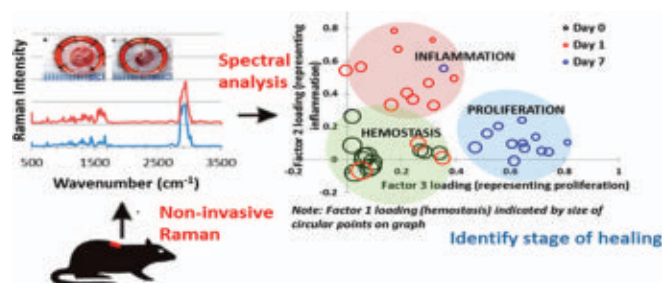 Raman Intensity
500 1500 2500 3500
Wavenumber (cm-1)
Spectral
analysis
Non-invasive
Raman
Factor 2 loading (representing
inflammation)
0.8
0.6
0.4
0.2
0
-0.2
0 0.2 0.4 0.6 0.8 1
INFLAMMATION
PROLIFERATION
HEMOSTASIS
Day 0
Day 1
Day 7
Factor 3 loading (representing proliferation)
Note: Factor 1 loading (hemostasis) indicated by size of
circular points on graph
Identify stage of healing